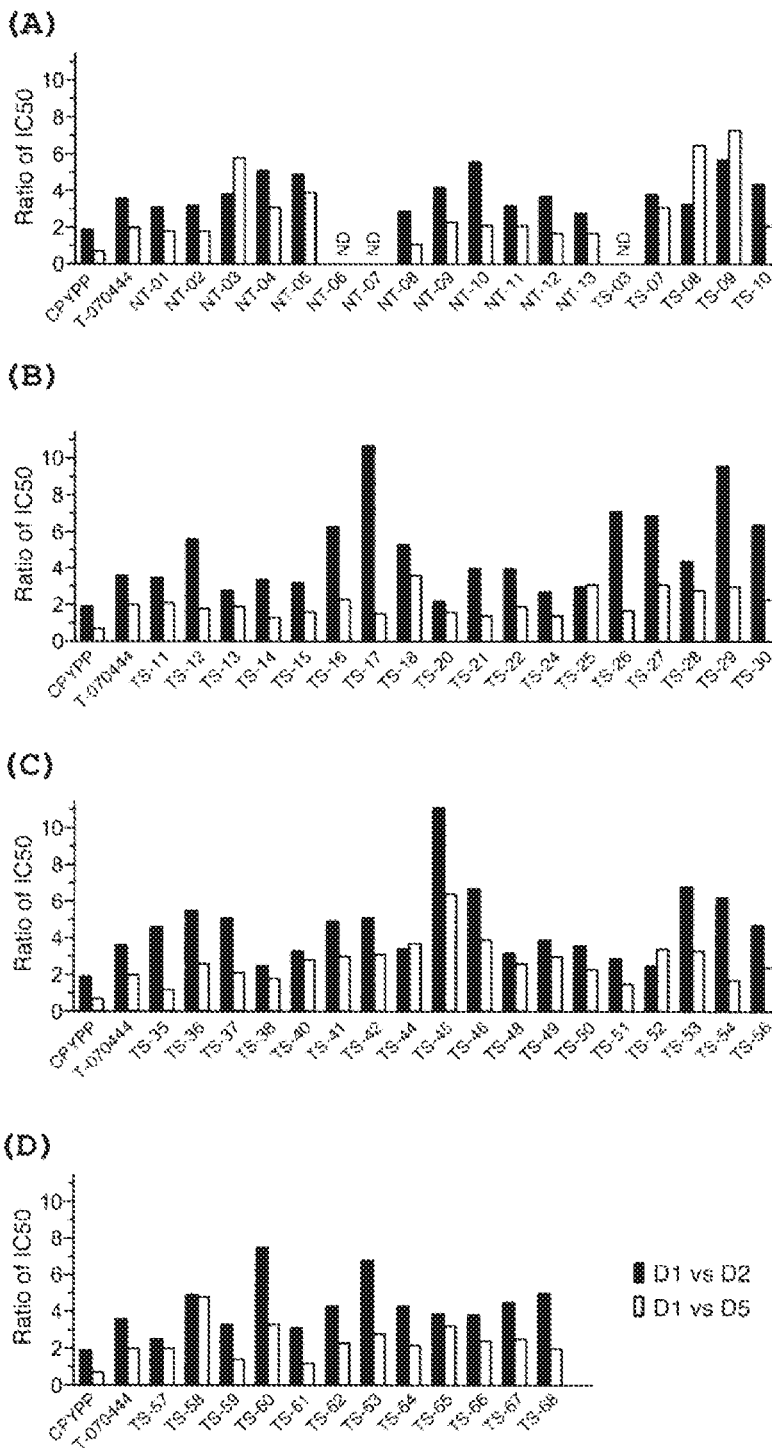 (A)
Ratio of IC50
10
8
6
4
2
0
ND
ND
ND
CPYPP
T-070444
NT-01
NT-02
NT-03
NT-04
NT-05
NT-06
NT-07
NT-08
NT-09
NT-10
NT-11
NT-12
NT-13
TS-03
TS-07
TS-08
TS-09
TS-10
(B)
Ratio of IC50
10
8
6
4
2
0
CPYPP
T-070444
TS-11
TS-12
TS-13
TS-14
TS-15
TS-16
TS-17
TS-18
TS-20
TS-21
TS-22
TS-24
TS-25
TS-26
TS-27
TS-28
TS-29
TS-30
(C)
Ratio of IC50
10
8
6
4
2
0
CPYPP
T-070444
TS-35
TS-36
TS-37
TS-38
TS-40
TS-41
TS-42
TS-44
TS-45
TS-46
TS-48
TS-49
TS-50
TS-51
TS-52
TS-53
TS-54
TS-56
(D)
Ratio of IC50
10
8
6
4
2
0
CPYPP
T-070444
TS-57
TS-58
TS-59
TS-60
TS-61
TS-62
TS-63
TS-64
TS-65
TS-66
TS-67
TS-68
D1 vs D2
D1 vs D5